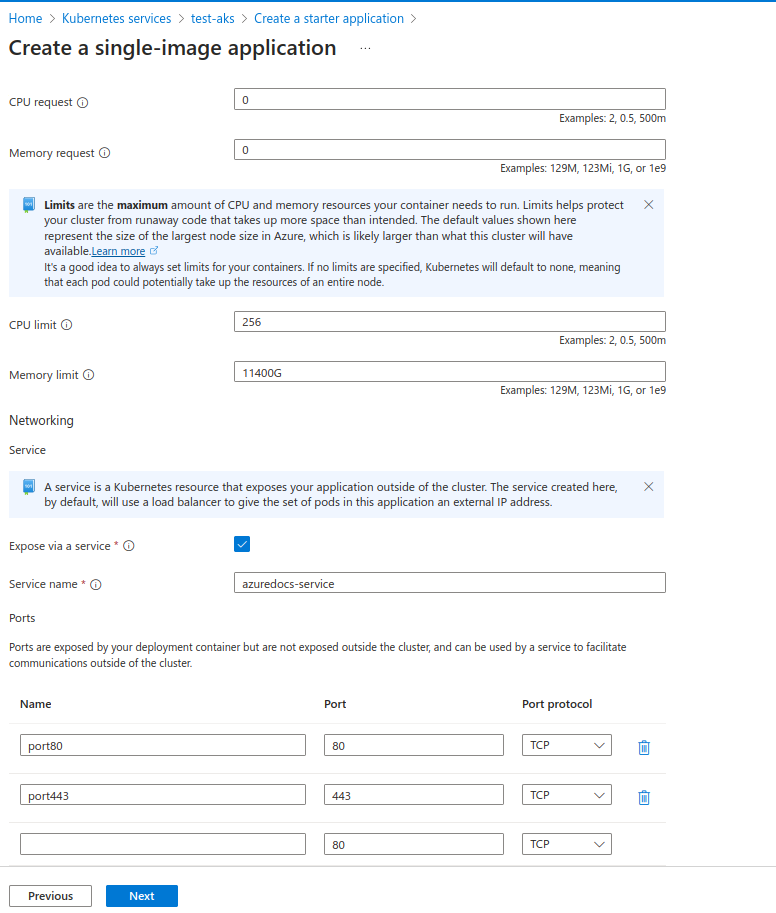 Home > Kubernetes services > test-aks > Create a starter application >
Create a single-image application ...
CPU request
0
Examples: 2, 0.5, 500m
Memory request
0
Examples: 129M, 123Mi, 1G, or 1e9
Limits are the maximum amount of CPU and memory resources your container needs to run. Limits helps protect
your cluster from runaway code that takes up more space than intended. The default values shown here
represent the size of the largest node size in Azure, which is likely larger than what this cluster will have
available.Learn more
It's a good idea to always set limits for your containers. If no limits are specified, Kubernetes will default to none, meaning
that each pod could potentially take up the resources of an entire node.
CPU limit
256
Examples: 2, 0.5, 500m
Memory limit
11400G
Examples: 129M, 123Mi, 1G, or 1e9
Networking
Service
A service is a Kubernetes resource that exposes your application outside of the cluster. The service created here,
by default, will use a load balancer to give the set of pods in this application an external IP address.
Expose via a service *
Service name *
azuredocs-service
Ports
Ports are exposed by your deployment container but are not exposed outside the cluster, and can be used by a service to facilitate
communications outside of the cluster.
Name Port Port protocol
port80 80 TCP
port443 443 TCP
80 TCP
Previous Next